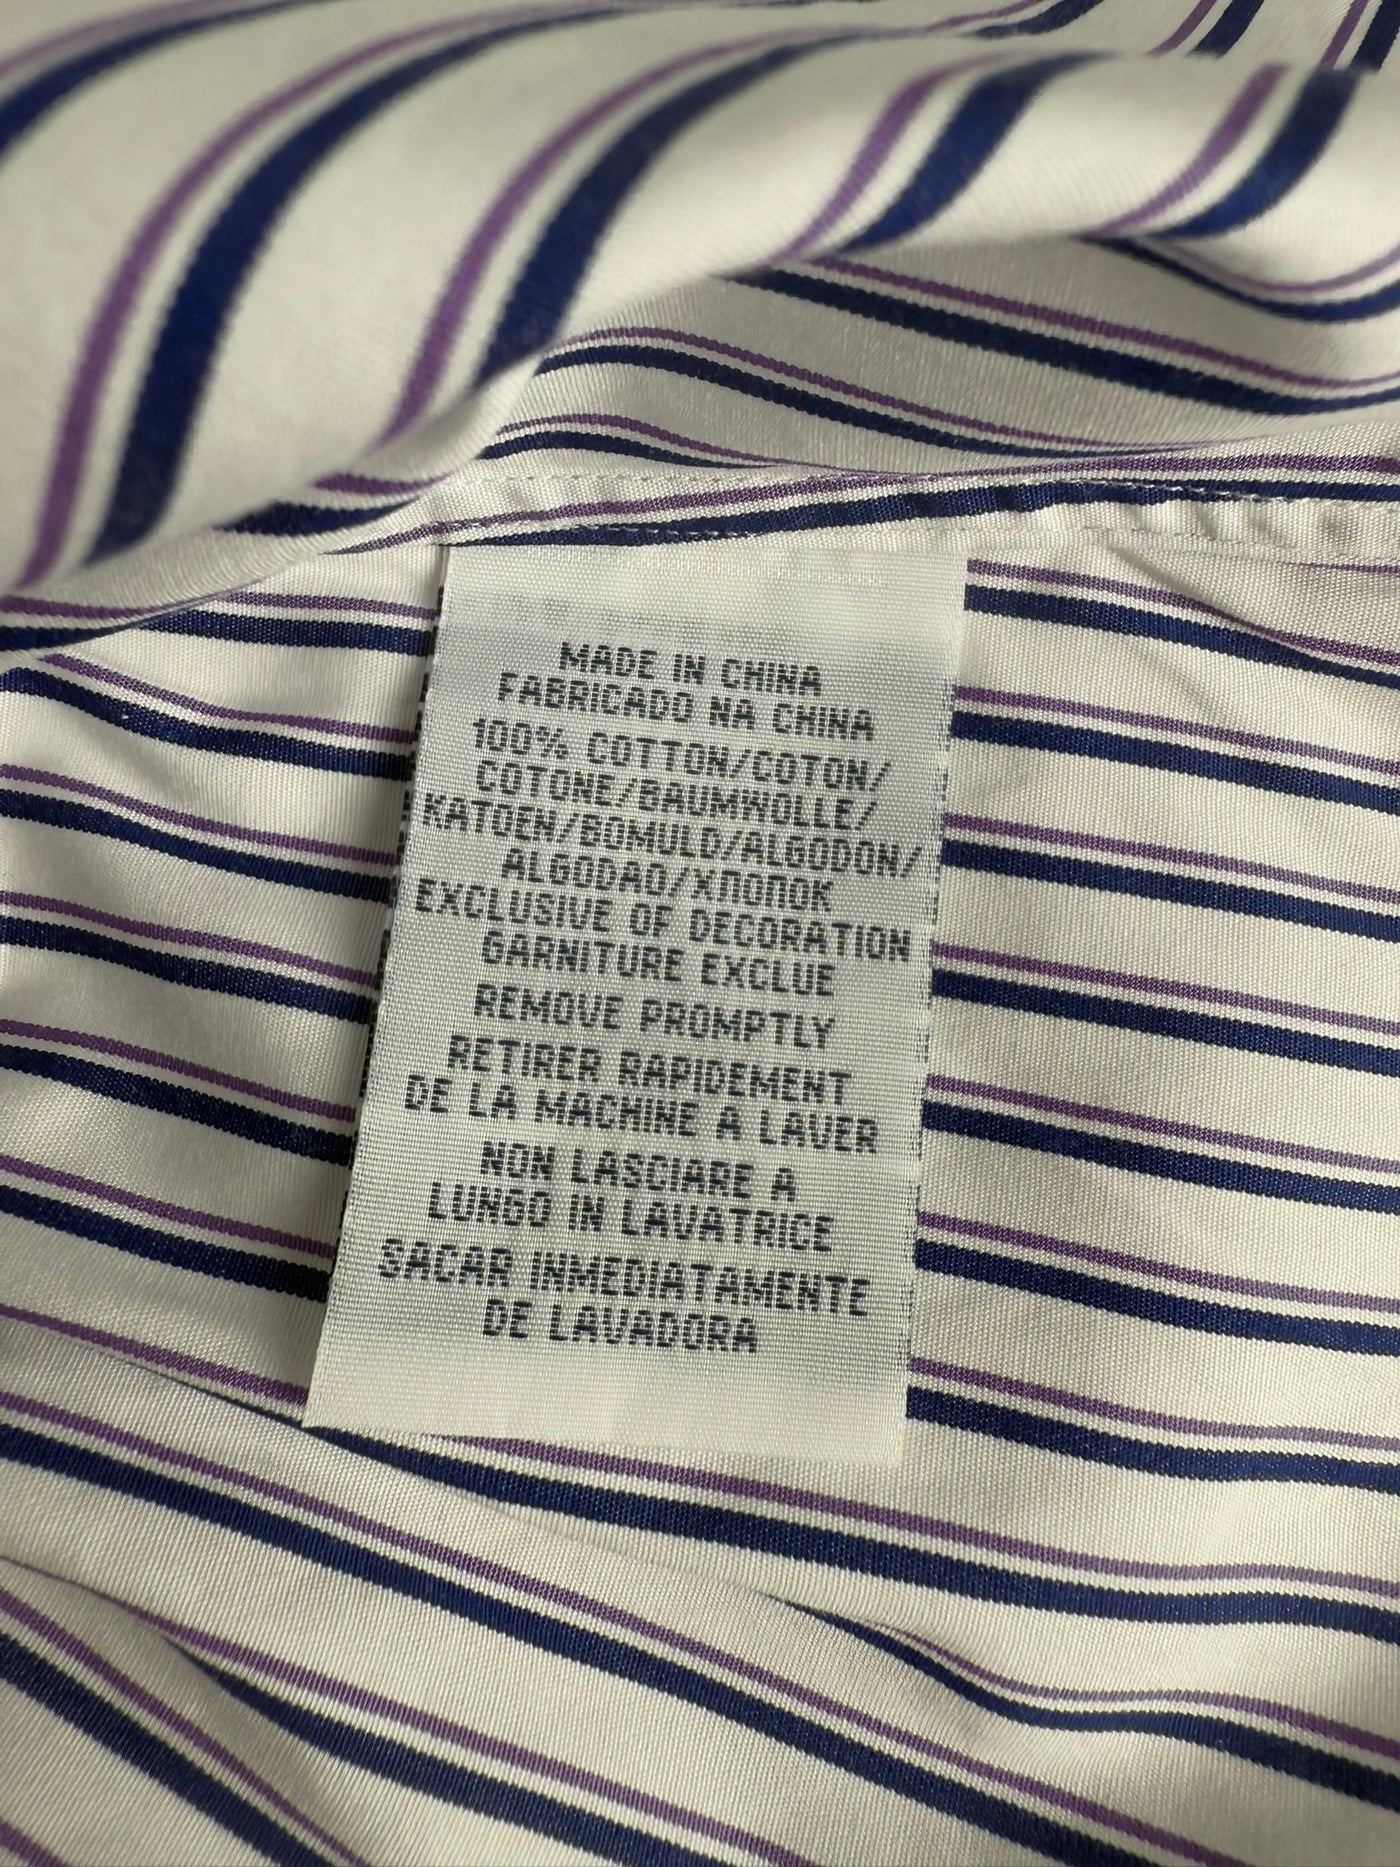 MADE IN CHINA
FABRICADO NA CHINA
100% COTTON/COTON/
COTONE/BAUMWOLLE/
KATOEN/BOMULD/ALGODON/
ALGODAO/ХЛОПОК
EXCLUSIVE OF DECORATION
GARNITURE EXCLUE
REMOVE PROMPTLY
RETIRER RAPIDEMENT
DE LA MACHINE A LAVER
NON LASCIARE A
LUNGO IN LAVATRICE
SACAR INMEDIATAMENTE
DE LAVADORA